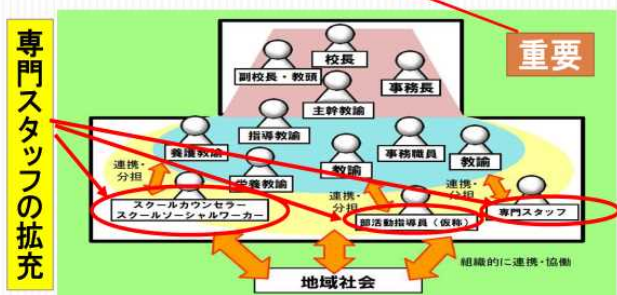 専門スタッフの拡充
重要
校長
副校長・教頭
事務長
主幹教諭
指導教諭
養護教諭
事務職員
教諭
教諭
栄養教諭
連携・
分担
連携・
分担
連携・
分担
スクールカウンセラー
スクールソーシャルワーカー
部活動指導員(仮称)
専門スタッフ
組織的に連携・協働
地域社会